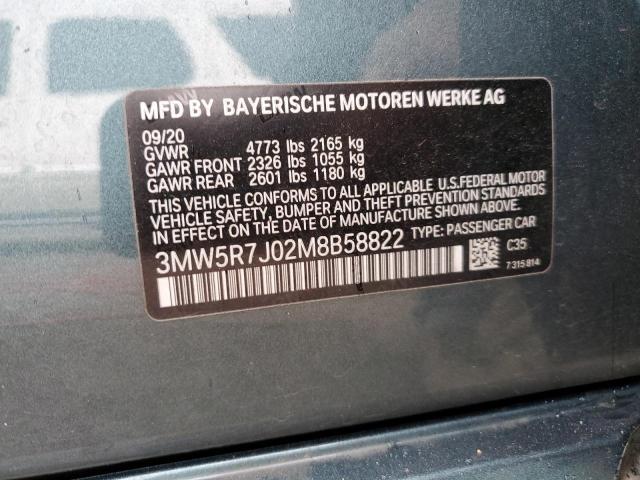 MFD BY BAYERISCHE MOTOREN WERKE AG
09/20
GVWR 4773 lbs 2165 kg
GAWR FRONT 2326 lbs 1055 kg
GAWR REAR 2601 lbs 1180 kg
THIS VEHICLE CONFORMS TO ALL APPLICABLE U.S.FEDERAL MOTOR
VEHICLE SAFETY, BUMPER AND THEFT PREVENTION STANDARDS
IN EFFECT ON THE DATE OF MANUFACTURE SHOWN ABOVE.
3MW5R7J02M8B58822 TYPE: PASSENGER CAR
C35
7315814